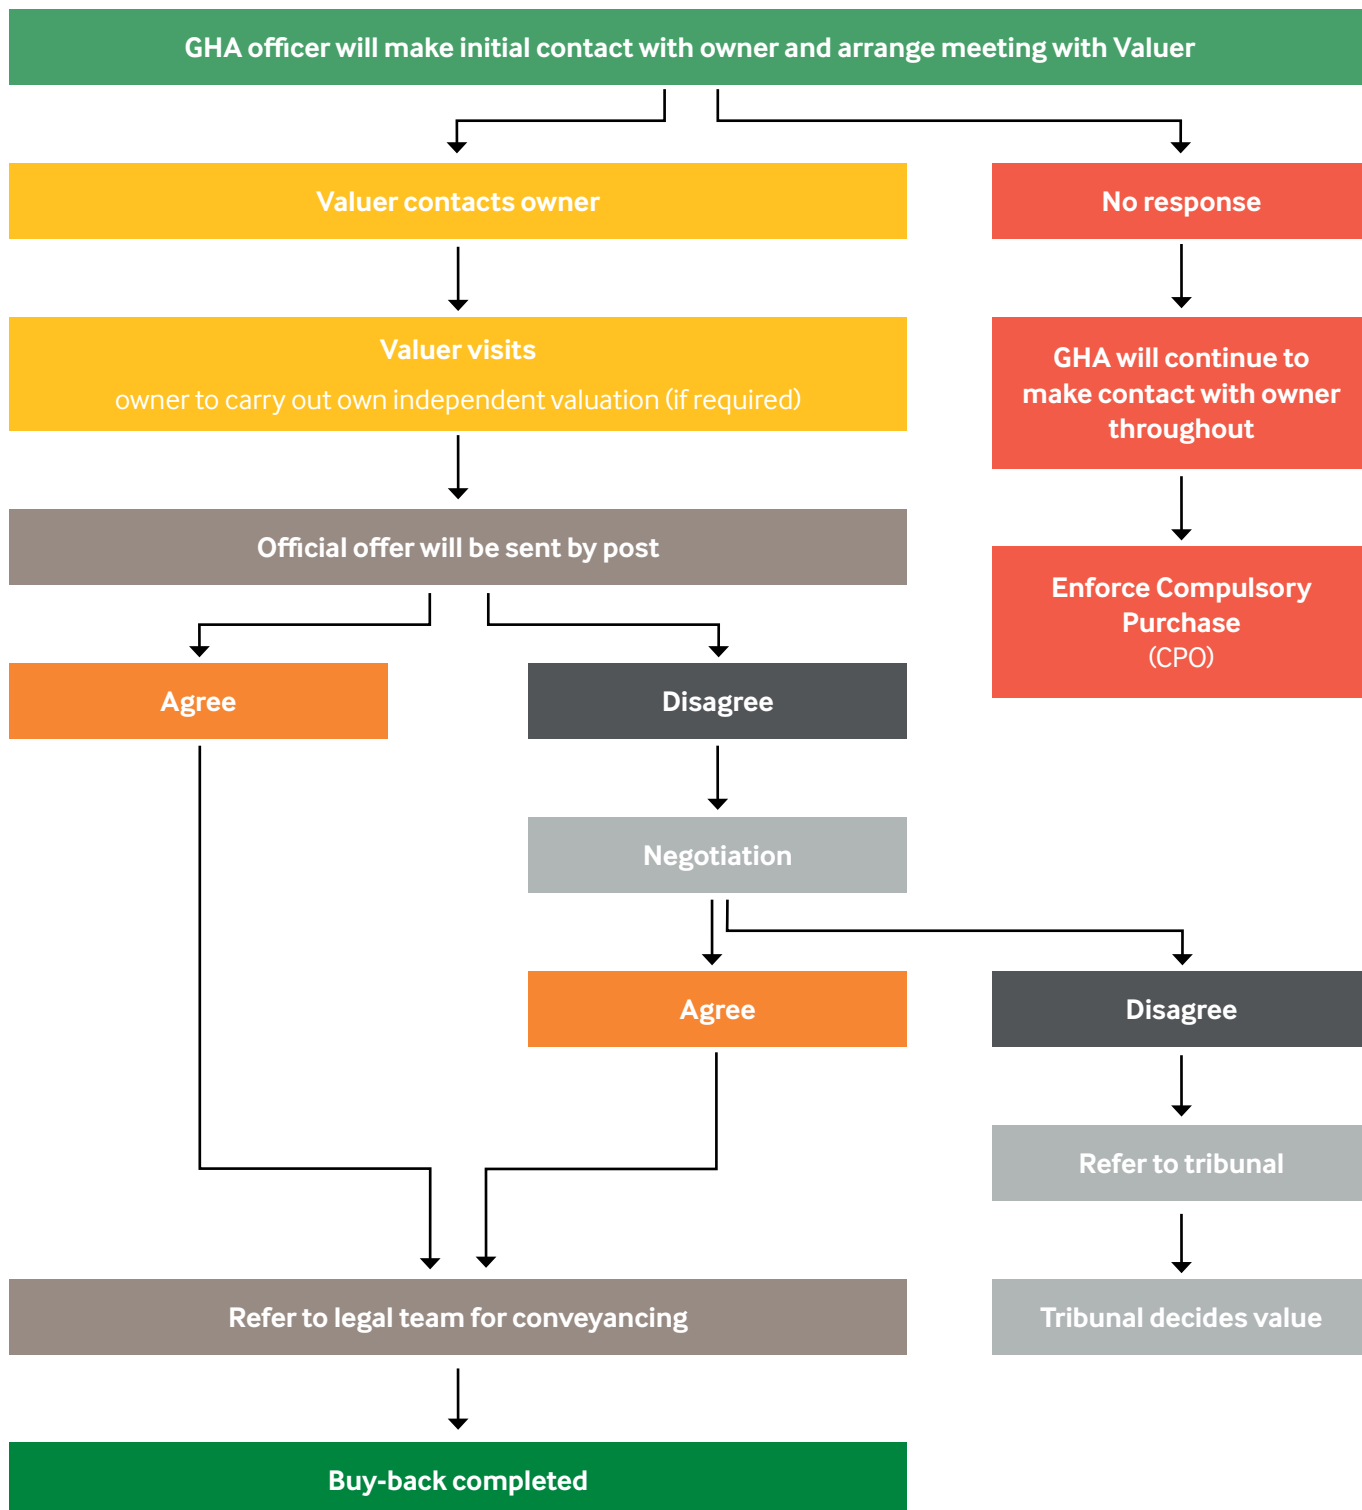 GHA officer will make initial contact with owner and arrange meeting with Valuer
Valuer contacts owner
No response
Valuer visits
owner to carry out own independent valuation (if required)
GHA will continue to
make contact with owner
throughout
Official offer will be sent by post
Enforce Compulsory
Purchase
(CPO)
Agree
Disagree
Negotiation
Agree
Disagree
Refer to tribunal
Refer to legal team for conveyancing
Tribunal decides value
Buy-back completed